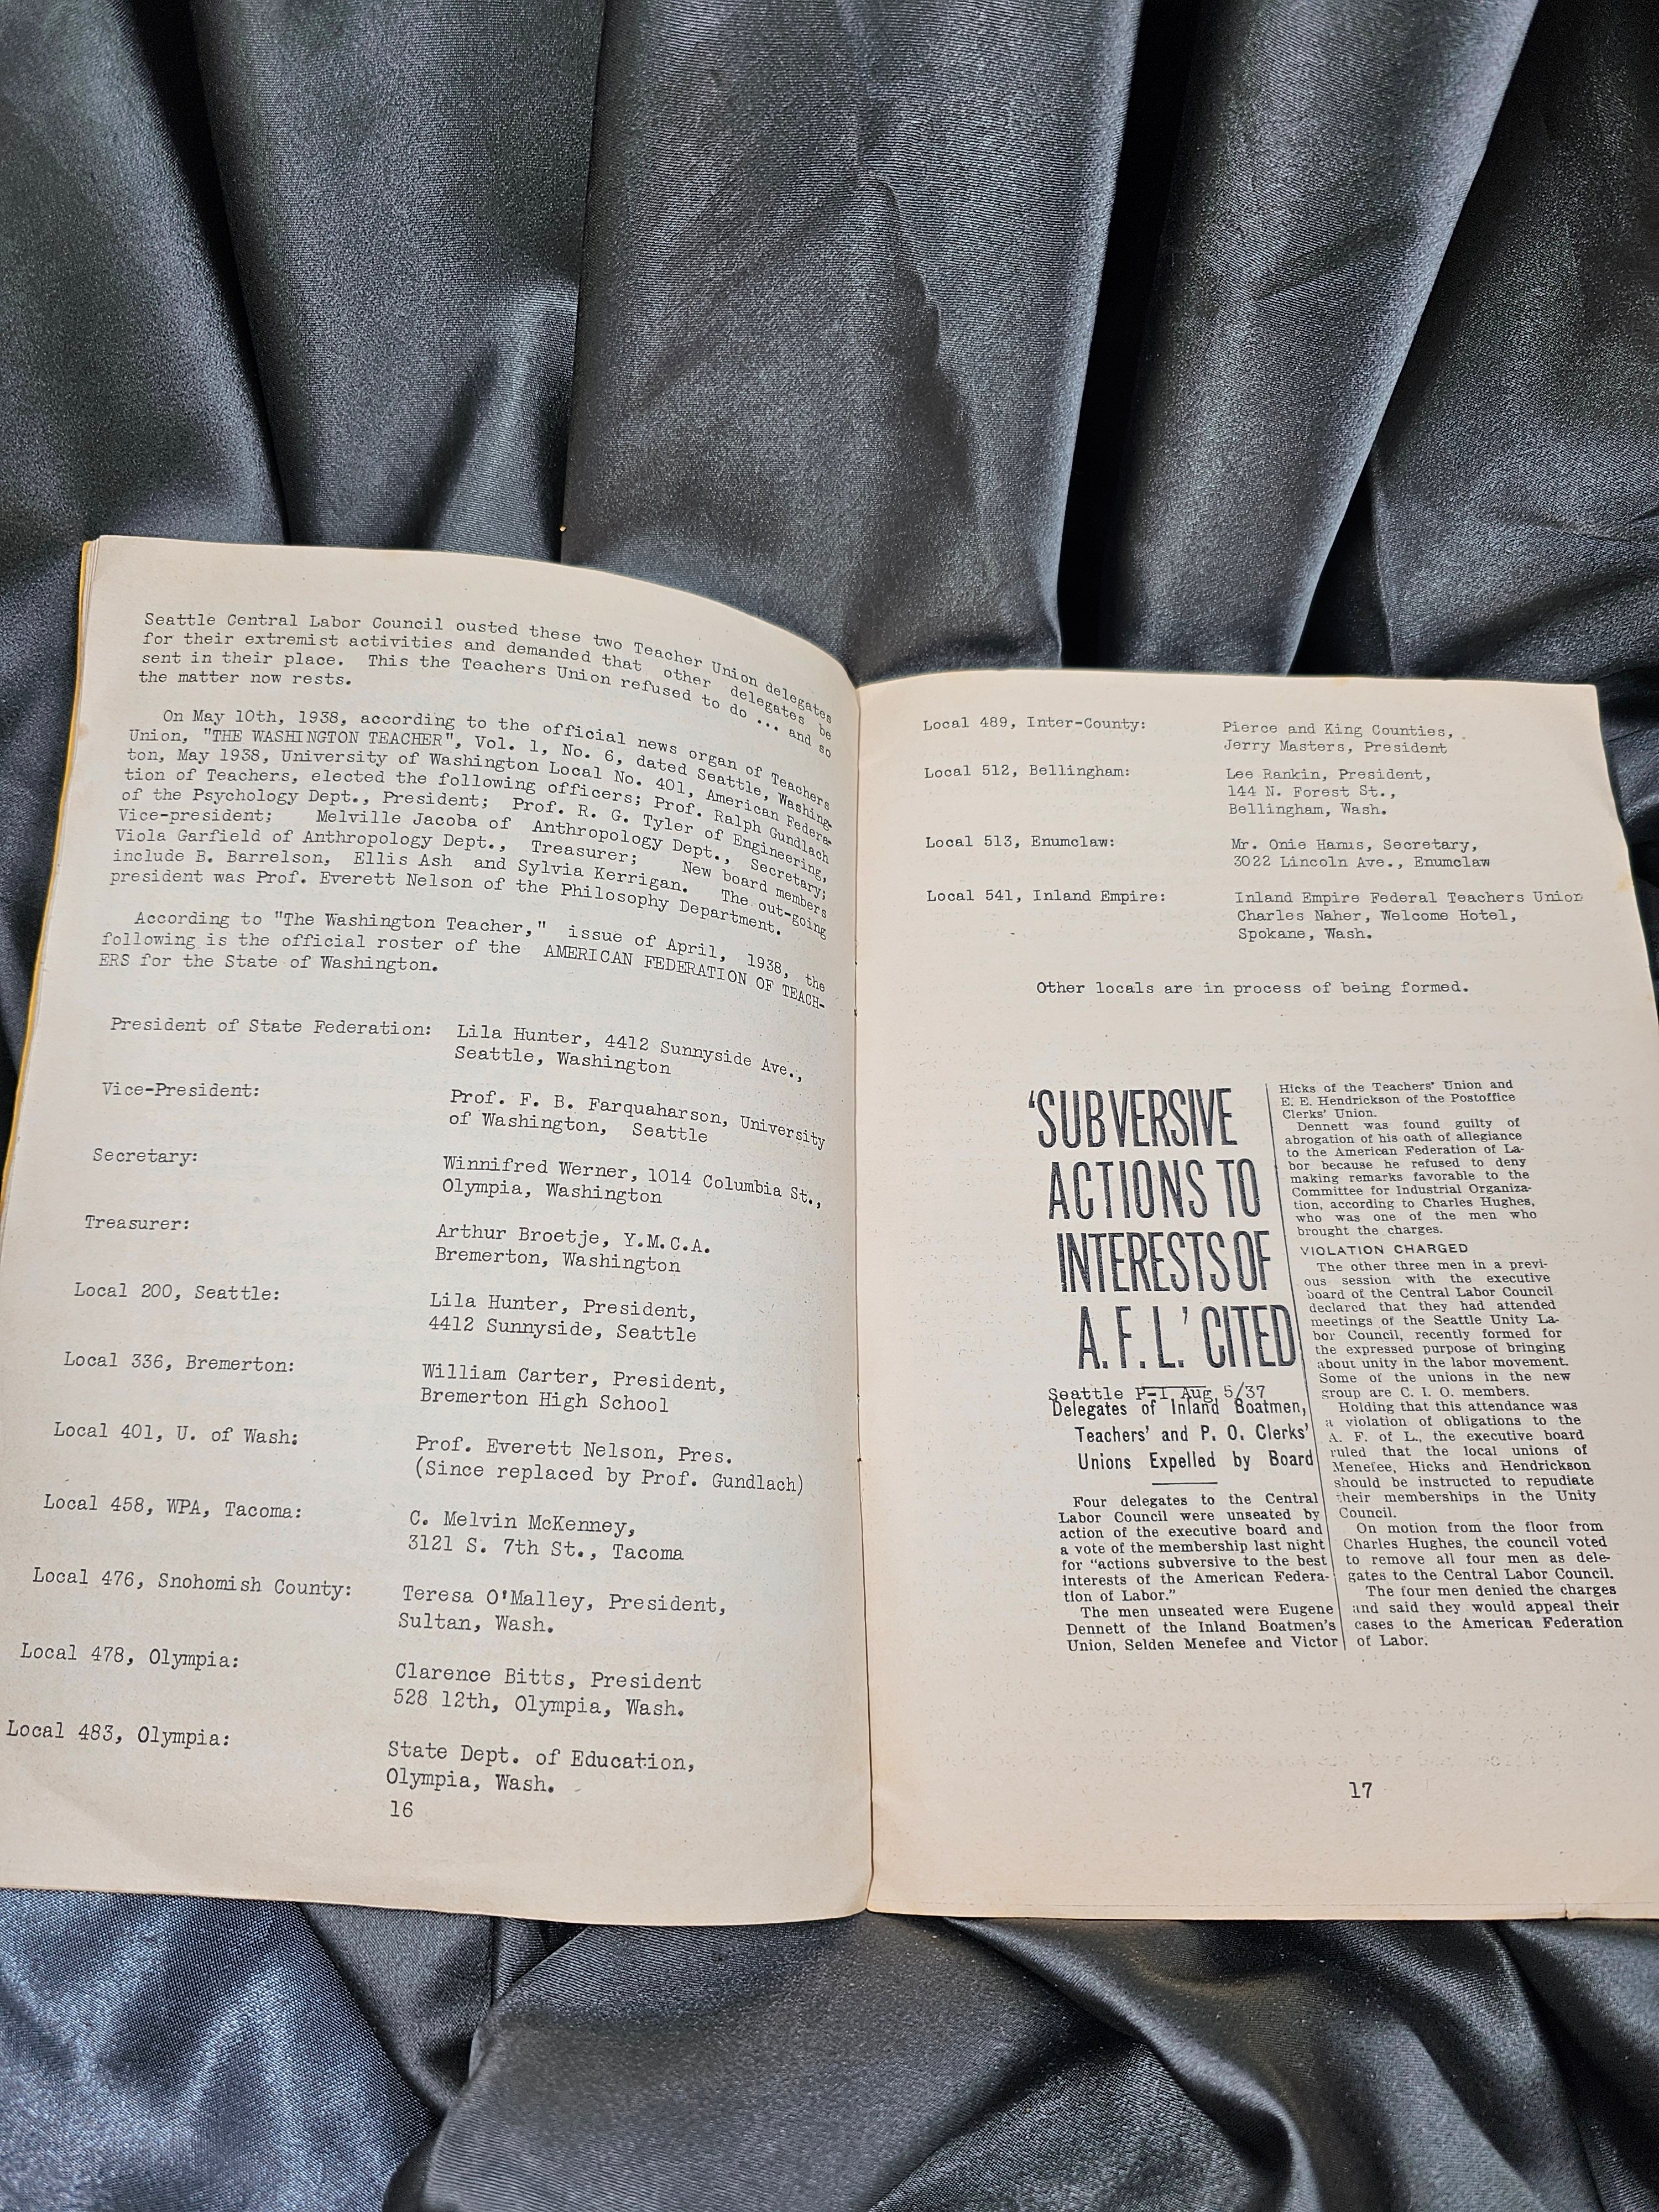 Seattle Central Labor Council ousted these two Teacher Union delegates
for their extremist activities and demanded that other delegates be
sent in their place. This the Teachers Union refused to do ... and so
the matter now rests.
On May 10th, 1938, according to the official news organ of Teachers
Union, "THE WASHINGTON TEACHER", Vol. 1, No. 6, dated Seattle, Washing-
ton, May 1938, University of Washington Local No. 401, American Federa-
tion of Teachers, elected the following officers; Prof. Ralph Gundlach
of the Psychology Dept., President; Prof. R. G. Tyler of Engineering,
Vice-president; Melville Jacoba of Anthropology Dept., Secretary;
Viola Garfield of Anthropology Dept., Treasurer; New board members
include B. Barrelson, Ellis Ash and Sylvia Kerrigan. The out-going
president was Prof. Everett Nelson of the Philosophy Department.
According to "The Washington Teacher," issue of April, 1938, the
following is the official roster of the AMERICAN FEDERATION OF TEACH-
ERS for the State of Washington.
President of State Federation: Lila Hunter, 4412 Sunnyside Ave.,
Seattle, Washington
Vice-President: Prof. F. B. Farquaharson, University
of Washington, Seattle
Secretary: Winnifred Werner, 1014 Columbia St.,
Olympia, Washington
Treasurer: Arthur Broetje, Y.M.C.A.
Bremerton, Washington
Local 200, Seattle: Lila Hunter, President,
4412 Sunnyside, Seattle
Local 336, Bremerton: William Carter, President,
Bremerton High School
Local 401, U. of Wash: Prof. Everett Nelson, Pres.
(Since replaced by Prof. Gundlach)
Local 458, WPA, Tacoma: C. Melvin McKenney,
3121 S. 7th St., Tacoma
Local 476, Snohomish County: Teresa O'Malley, President,
Sultan, Wash.
Local 478, Olympia: Clarence Bitts, President
528 12th, Olympia, Wash.
Local 483, Olympia: State Dept. of Education,
Olympia, Wash.
16
Local 489, Inter-County: Pierce and King Counties,
Jerry Masters, President
Local 512, Bellingham: Lee Rankin, President,
144 N. Forest St.,
Bellingham, Wash.
Local 513, Enumclaw: Mr. Onie Hanus, Secretary,
3022 Lincoln Ave., Enumclaw
Local 541, Inland Empire: Inland Empire Federal Teachers Union
Charles Naher, Welcome Hotel,
Spokane, Wash.
Other locals are in process of being formed.
'SUBVERSIVE
ACTIONS TO
INTERESTS OF
A. F. L.' CITED
Seattle P-I Aug 5/37
Delegates of Inland Boatmen,
Teachers' and P. O. Clerks'
Unions Expelled by Board
Four delegates to the Central
Labor Council were unseated by
action of the executive board and
a vote of the membership last night
for "actions subversive to the best
interests of the American Federa-
tion of Labor."
The men unseated were Eugene
Dennett of the Inland Boatmen's
Union, Selden Menefee and Victor
Hicks of the Teachers' Union and
E. E. Hendrickson of the Postoffice
Clerks' Union.
Dennett was found guilty of
abrogation of his oath of allegiance
to the American Federation of La-
bor because he refused to deny
making remarks favorable to the
Committee for Industrial Organiza-
tion, according to Charles Hughes,
who was one of the men who
brought the charges.
VIOLATION CHARGED
The other three men in a previ-
ous session with the executive
board of the Central Labor Council
declared that they had attended
meetings of the Seattle Unity La-
bor Council, recently formed for
the expressed purpose of bringing
about unity in the labor movement.
Some of the unions in the new
group are C. I. O. members.
Holding that this attendance was
a violation of obligations to the
A. F. of L., the executive board
ruled that the local unions of
Menefee, Hicks and Hendrickson
should be instructed to repudiate
their memberships in the Unity
Council.
On motion from the floor from
Charles Hughes, the council voted
to remove all four men as dele-
gates to the Central Labor Council.
The four men denied the charges
and said they would appeal their
cases to the American Federation
of Labor.
17